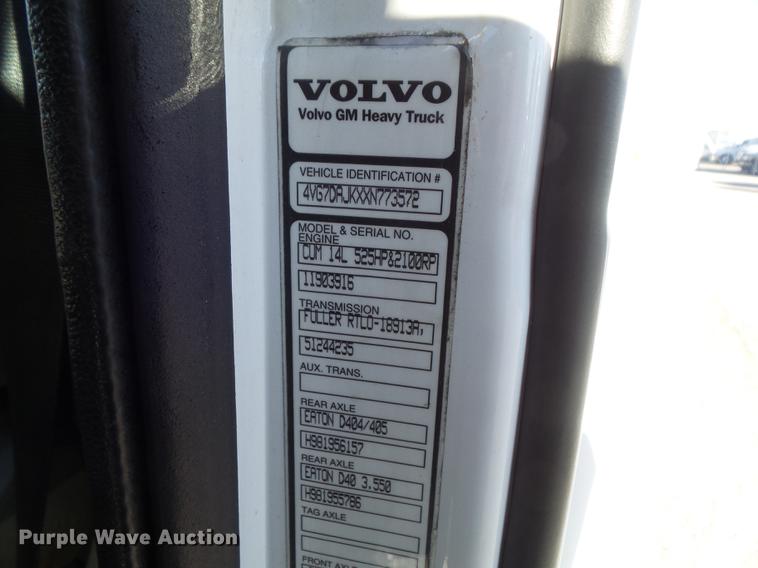 VOLVO
Volvo GM Heavy Truck
VEHICLE IDENTIFICATION #
4VG7DAJKXXN773572
MODEL & SERIAL NO.
ENGINE
CUM 14L 525HP&2100RP
11903916
TRANSMISSION
FULLER RTLO-18913A,
51244235
AUX. TRANS.
REAR AXLE
EATON D404/405
H981956157
REAR AXLE
EATON D40 3.550
H981955786
TAG AXLE
FRONT AXLE
Purple Wave Auction